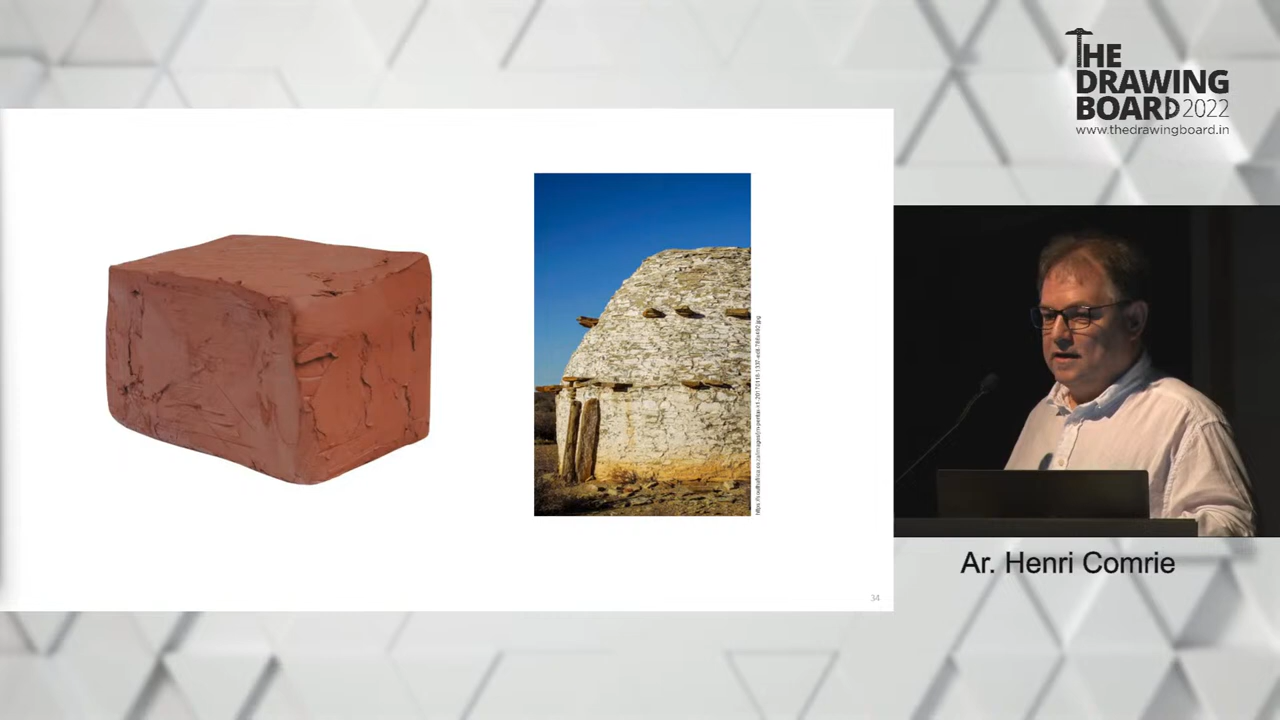 THE
DRAWING
BOARD 2022
www.thedrawingboard.in
34
Ar. Henri Comrie